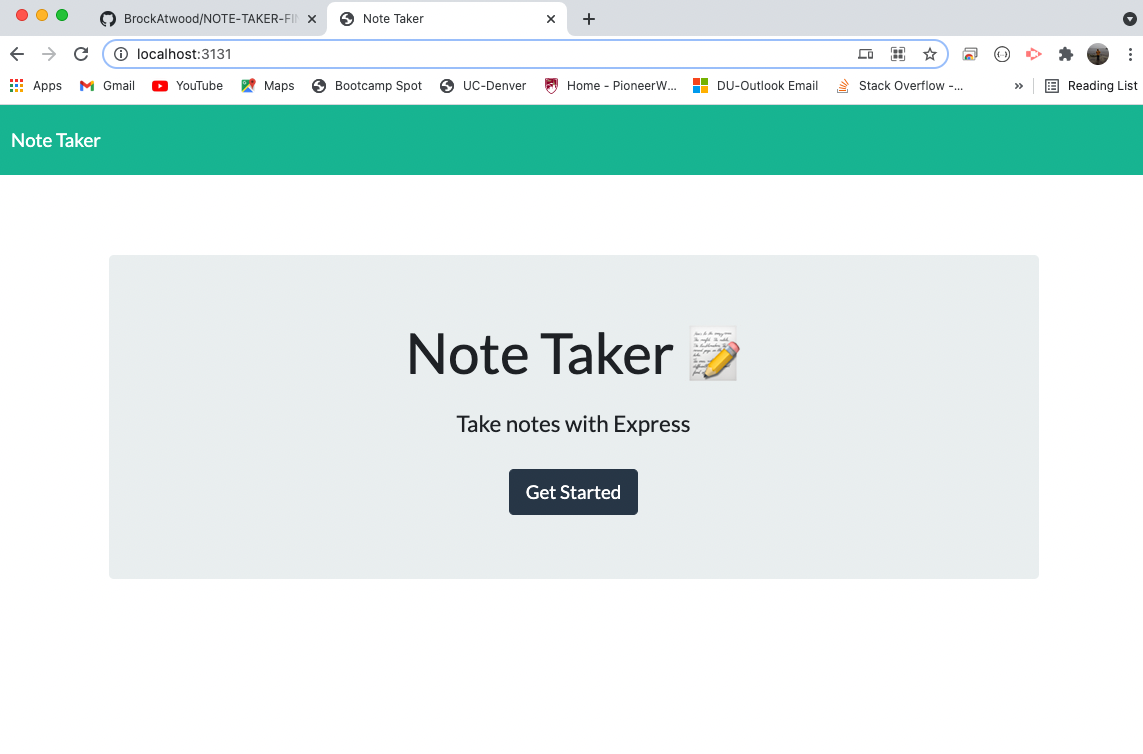 BrockAtwood/NOTE-TAKER-FIN
Note Taker
localhost:3131
Apps Gmail YouTube Maps Bootcamp Spot UC-Denver Home - PioneerW... DU-Outlook Email Stack Overflow -... » Reading List
Note Taker
Note Taker
Take notes with Express
Get Started